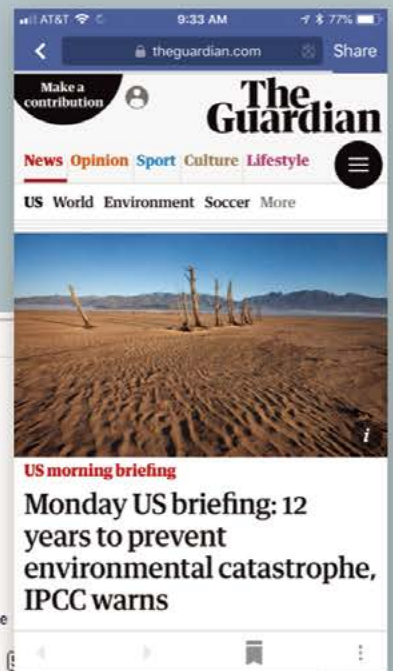 AT&T 9:33 AM 77%
theguardian.com Share
Make a
contribution
The
Guardian
News Opinion Sport Culture Lifestyle
US World Environment Soccer More
i
US morning briefing
Monday US briefing: 12
years to prevent
environmental catastrophe,
IPCC warns
e